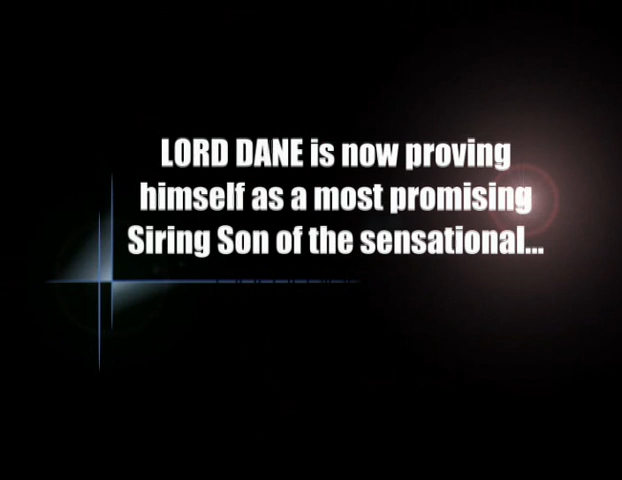 LORD DANE is now proving
himself as a most promising
Siring Son of the sensational...